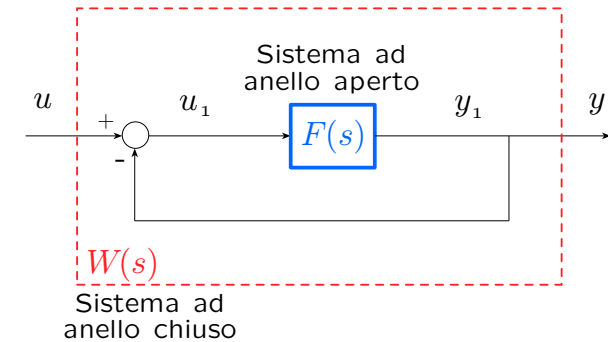 Sistema ad
anello aperto
u
u₁
y₁
y
+
F(s)
-
W(s)
Sistema ad
anello chiuso